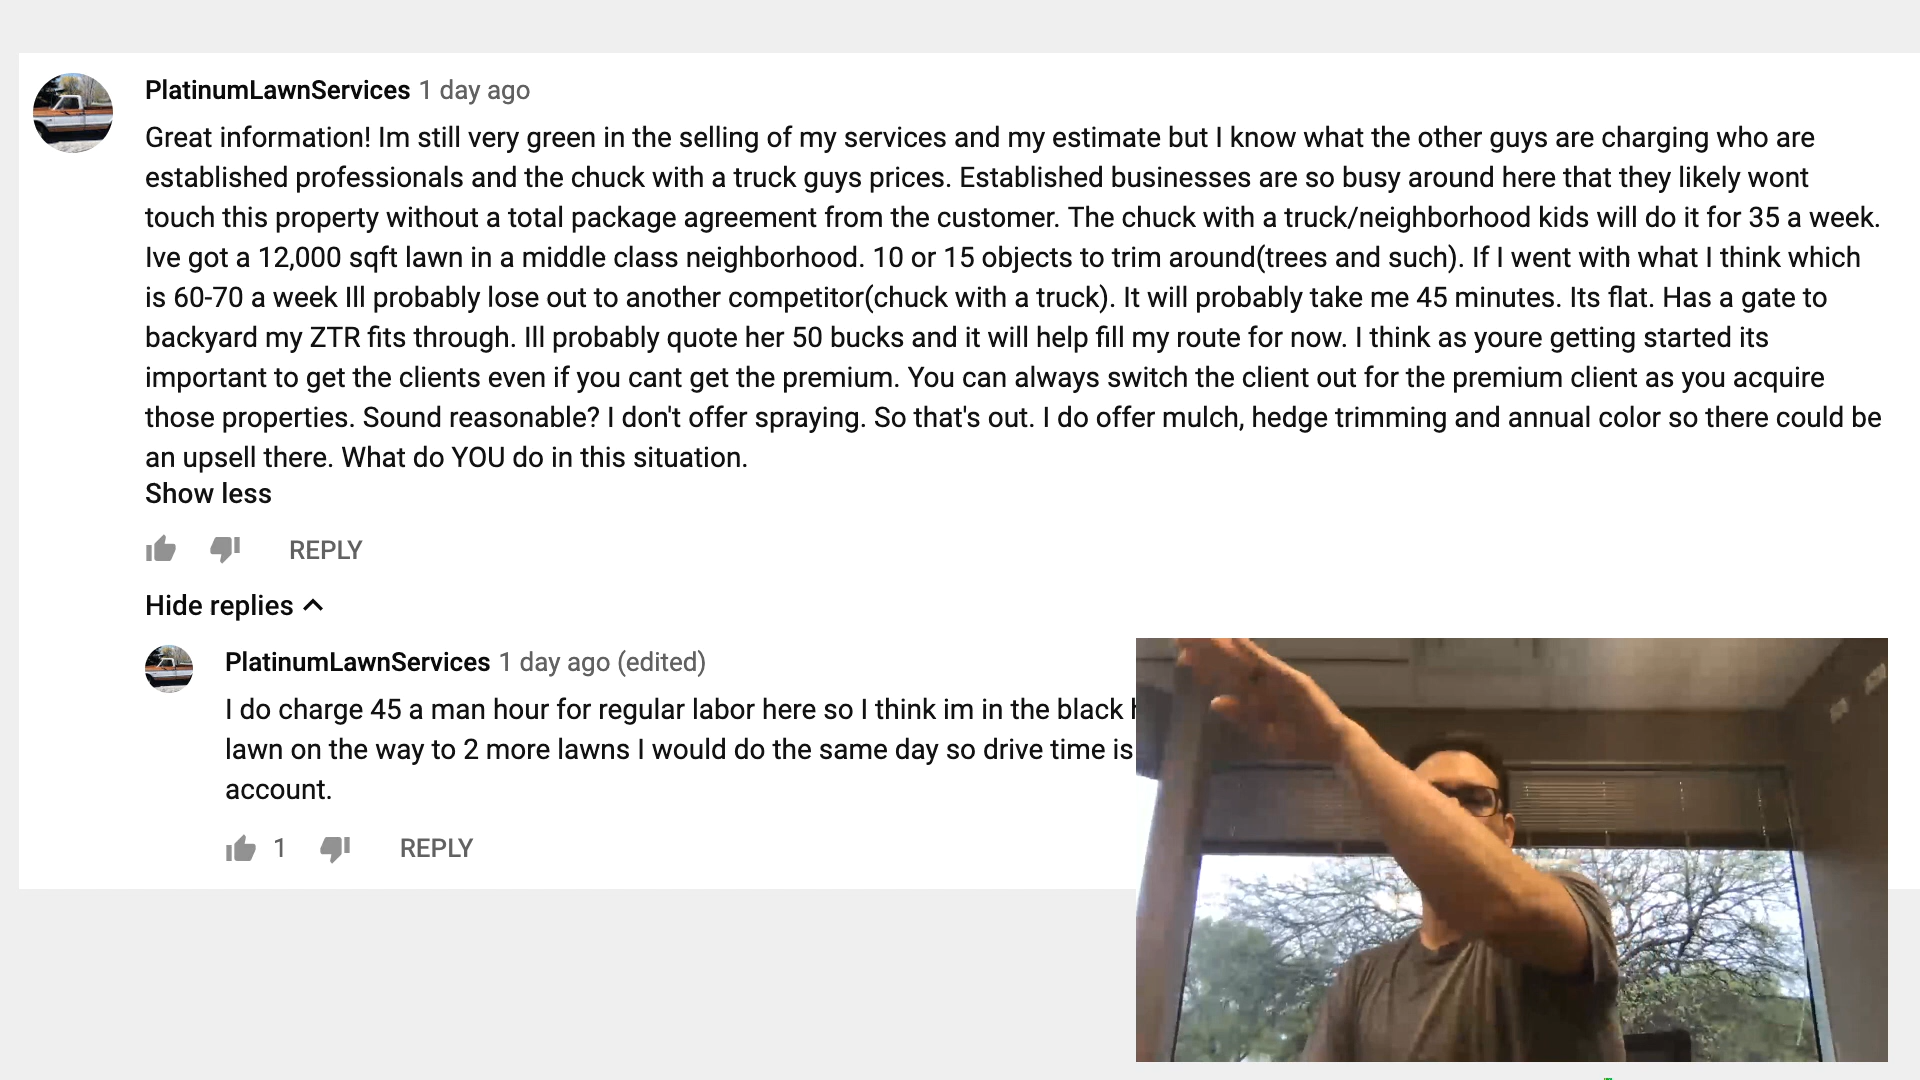 PlatinumLawnServices 1 day ago
Great information! Im still very green in the selling of my services and my estimate but I know what the other guys are charging who are
established professionals and the chuck with a truck guys prices. Established businesses are so busy around here that they likely wont
touch this property without a total package agreement from the customer. The chuck with a truck/neighborhood kids will do it for 35 a week.
Ive got a 12,000 sqft lawn in a middle class neighborhood. 10 or 15 objects to trim around(trees and such). If I went with what I think which
is 60-70 a week Ill probably lose out to another competitor(chuck with a truck). It will probably take me 45 minutes. Its flat. Has a gate to
backyard my ZTR fits through. Ill probably quote her 50 bucks and it will help fill my route for now. I think as youre getting started its
important to get the clients even if you cant get the premium. You can always switch the client out for the premium client as you acquire
those properties. Sound reasonable? I don't offer spraying. So that's out. I do offer mulch, hedge trimming and annual color so there could be
an upsell there. What do YOU do in this situation.
Show less
REPLY
Hide replies
PlatinumLawnServices 1 day ago (edited)
I do charge 45 a man hour for regular labor here so I think im in the black
lawn on the way to 2 more lawns I would do the same day so drive time is
account.
1 REPLY